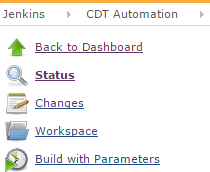 Jenkins CDT Automation
Back to Dashboard
Status
Changes
Workspace
Build with Parameters